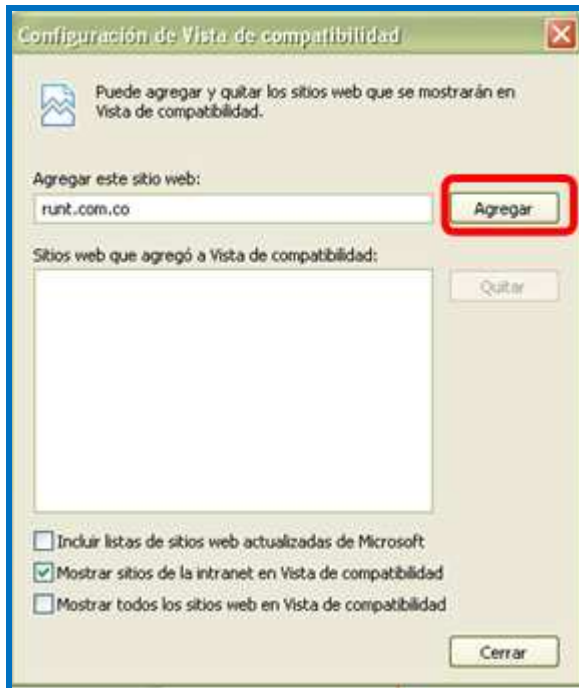 Configuración de Vista de compatibilidad
Puede agregar y quitar los sitios web que se mostrarán en
Vista de compatibilidad.
Agregar este sitio web:
runt.com.co
Agregar
Sitios web que agregó a Vista de compatibilidad:
Quitar
Incluir listas de sitios web actualizadas de Microsoft
Mostrar sitios de la intranet en Vista de compatibilidad
Mostrar todos los sitios web en Vista de compatibilidad
Cerrar